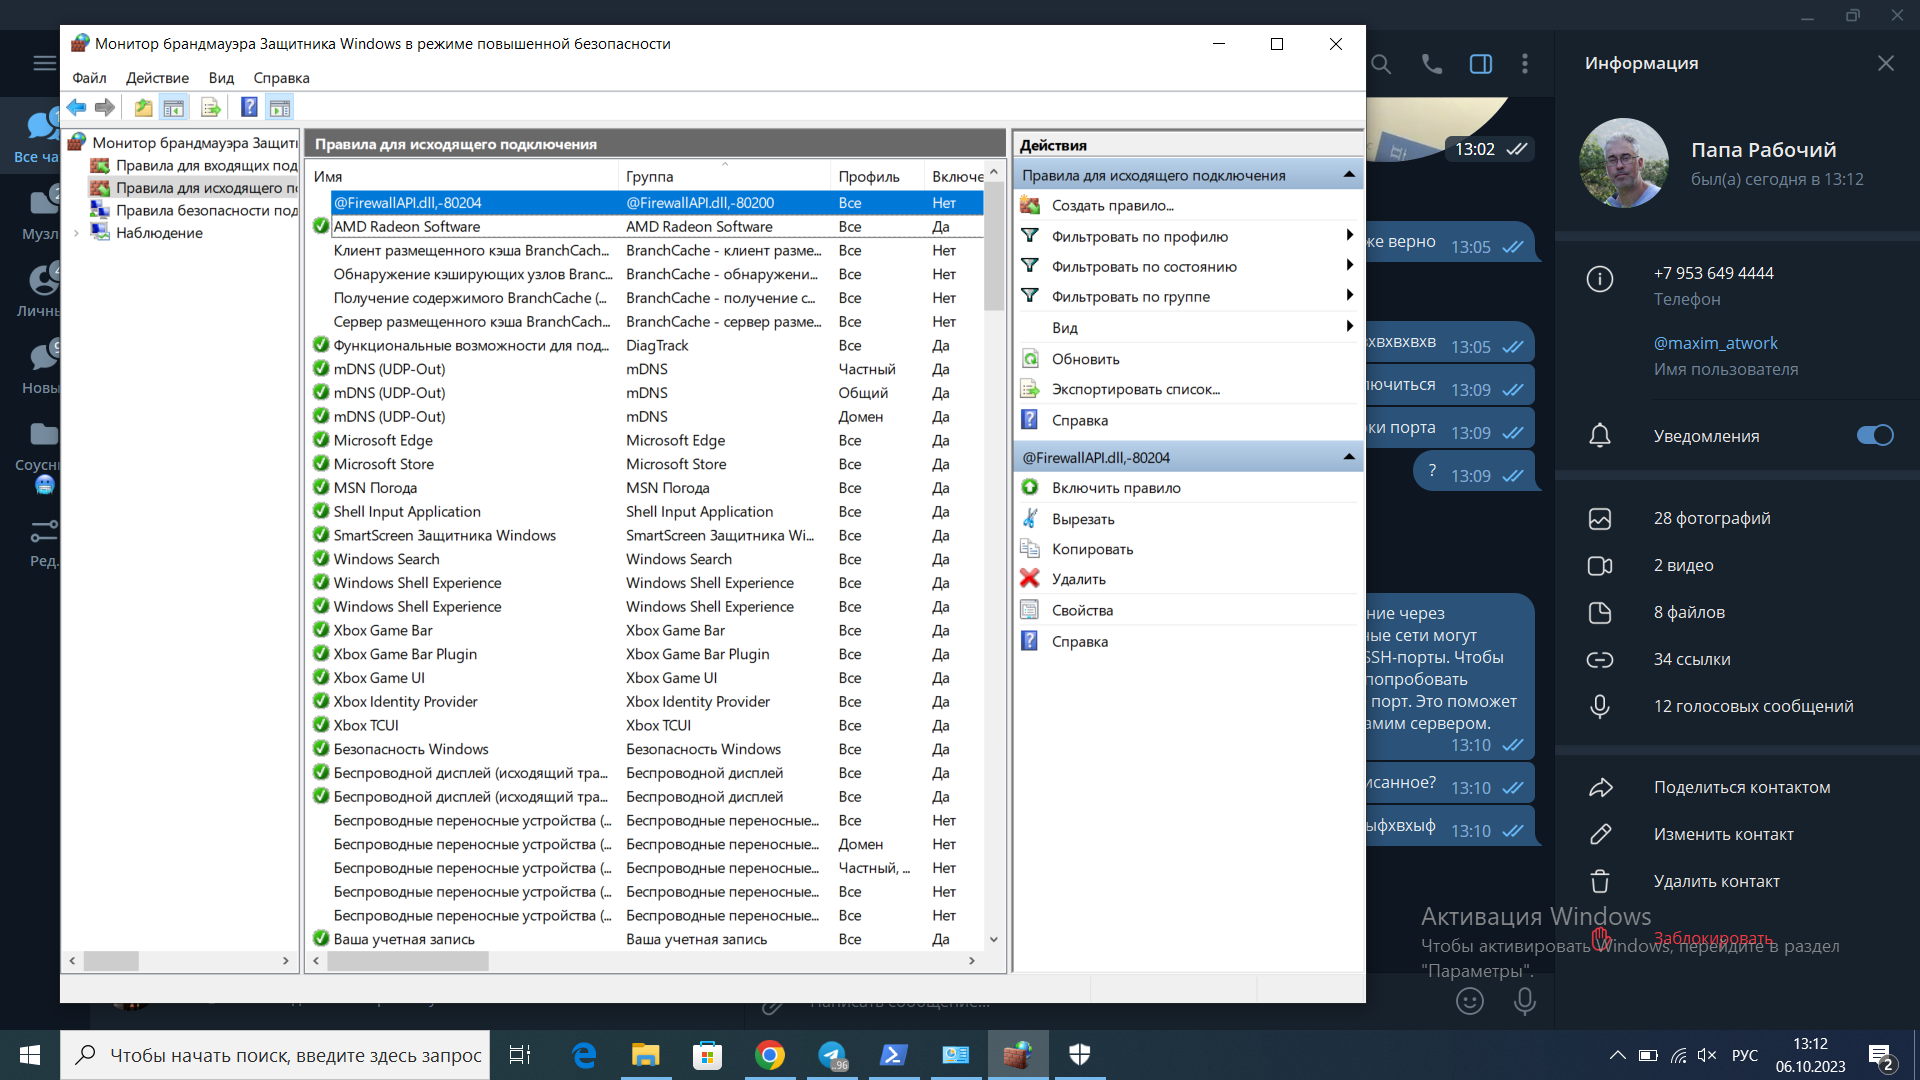 Монитор брандмауэра Защитника Windows в режиме повышенной безопасности
Файл Действие Вид Справка
Монитор брандмауэра Защит
Правила для входящих под
Правила для исходящего п
Правила безопасности под
Наблюдение
Правила для исходящего подключения
Имя Группа Профиль Включе
@FirewallAPI.dll,-80204 @FirewallAPI.dll,-80200 Все Нет
AMD Radeon Software AMD Radeon Software Все Да
Клиент размещенного кэша BranchCach... BranchCache - клиент разме... Все Нет
Обнаружение кэширующих узлов Branc... BranchCache - обнаружени... Все Нет
Получение содержимого BranchCache (... BranchCache - получение с... Все Нет
Сервер размещенного кэша BranchCach... BranchCache - сервер разме... Все Нет
Функциональные возможности для под... DiagTrack Все Да
mDNS (UDP-Out) mDNS Частный Да
mDNS (UDP-Out) mDNS Общий Да
mDNS (UDP-Out) mDNS Домен Да
Microsoft Edge Microsoft Edge Все Да
Microsoft Store Microsoft Store Все Да
MSN Погода MSN Погода Все Да
Shell Input Application Shell Input Application Все Да
SmartScreen Защитника Windows SmartScreen Защитника Wi... Все Да
Windows Search Windows Search Все Да
Windows Shell Experience Windows Shell Experience Все Да
Windows Shell Experience Windows Shell Experience Все Да
Xbox Game Bar Xbox Game Bar Все Да
Xbox Game Bar Plugin Xbox Game Bar Plugin Все Да
Xbox Game UI Xbox Game UI Все Да
Xbox Identity Provider Xbox Identity Provider Все Да
Xbox TCUI Xbox TCUI Все Да
Безопасность Windows Безопасность Windows Все Да
Беспроводной дисплей (исходящий тра... Беспроводной дисплей Все Да
Беспроводной дисплей (исходящий тра... Беспроводной дисплей Все Да
Беспроводные переносные устройства (... Беспроводные переносные... Все Нет
Беспроводные переносные устройства (... Беспроводные переносные... Домен Нет
Беспроводные переносные устройства (... Беспроводные переносные... Частный, ... Нет
Беспроводные переносные устройства (... Беспроводные переносные... Все Нет
Беспроводные переносные устройства (... Беспроводные переносные... Все Нет
Ваша учетная запись Ваша учетная запись Все Да
Действия
Правила для исходящего подключения
Создать правило...
Фильтровать по профилю
Фильтровать по состоянию
Фильтровать по группе
Вид
Обновить
Экспортировать список...
Справка
@FirewallAPI.dll,-80204
Включить правило
Вырезать
Копировать
Удалить
Свойства
Справка
Все ча
Музл
Личнь
Новы
Соусн
Ред.
13:02
же верно 13:05
хвхвхвхв 13:05
ючиться 13:09
ки порта 13:09
? 13:09
ние через
ые сети могут
SSH-порты. Чтобы
попробовать
порт. Это поможет
амим сервером.
13:10
исанное? 13:10
ыфхвхыф 13:10
Информация
Папа Рабочий
был(а) сегодня в 13:12
+7 953 649 4444
Телефон
@maxim_atwork
Имя пользователя
Уведомления
28 фотографий
2 видео
8 файлов
34 ссылки
12 голосовых сообщений
Поделиться контактом
Изменить контакт
Удалить контакт
Заблокировать
Активация Windows
Чтобы активировать Windows, перейдите в раздел
"Параметры".
Чтобы начать поиск, введите здесь запрос
..96
РУС
13:12
06.10.2023
2